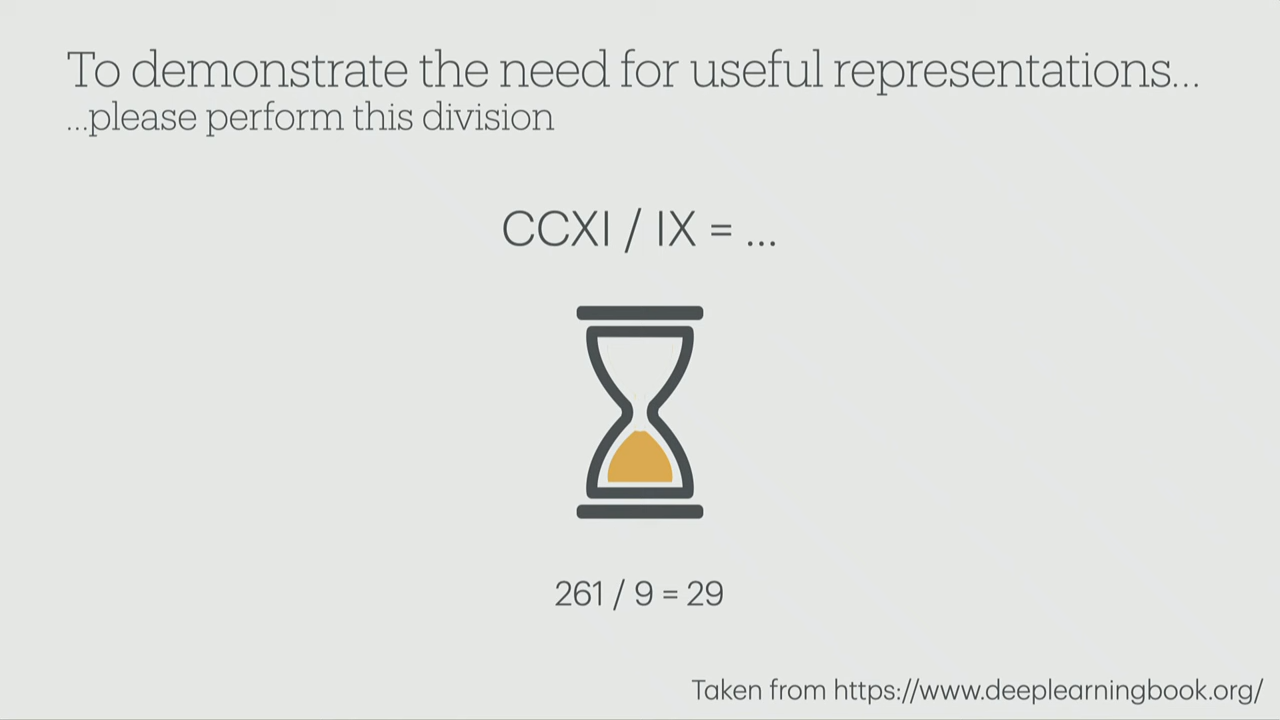 To demonstrate the need for useful representations...
...please perform this division
CCXI / IX = ...
261 / 9 = 29
Taken from https://www.deeplearningbook.org/